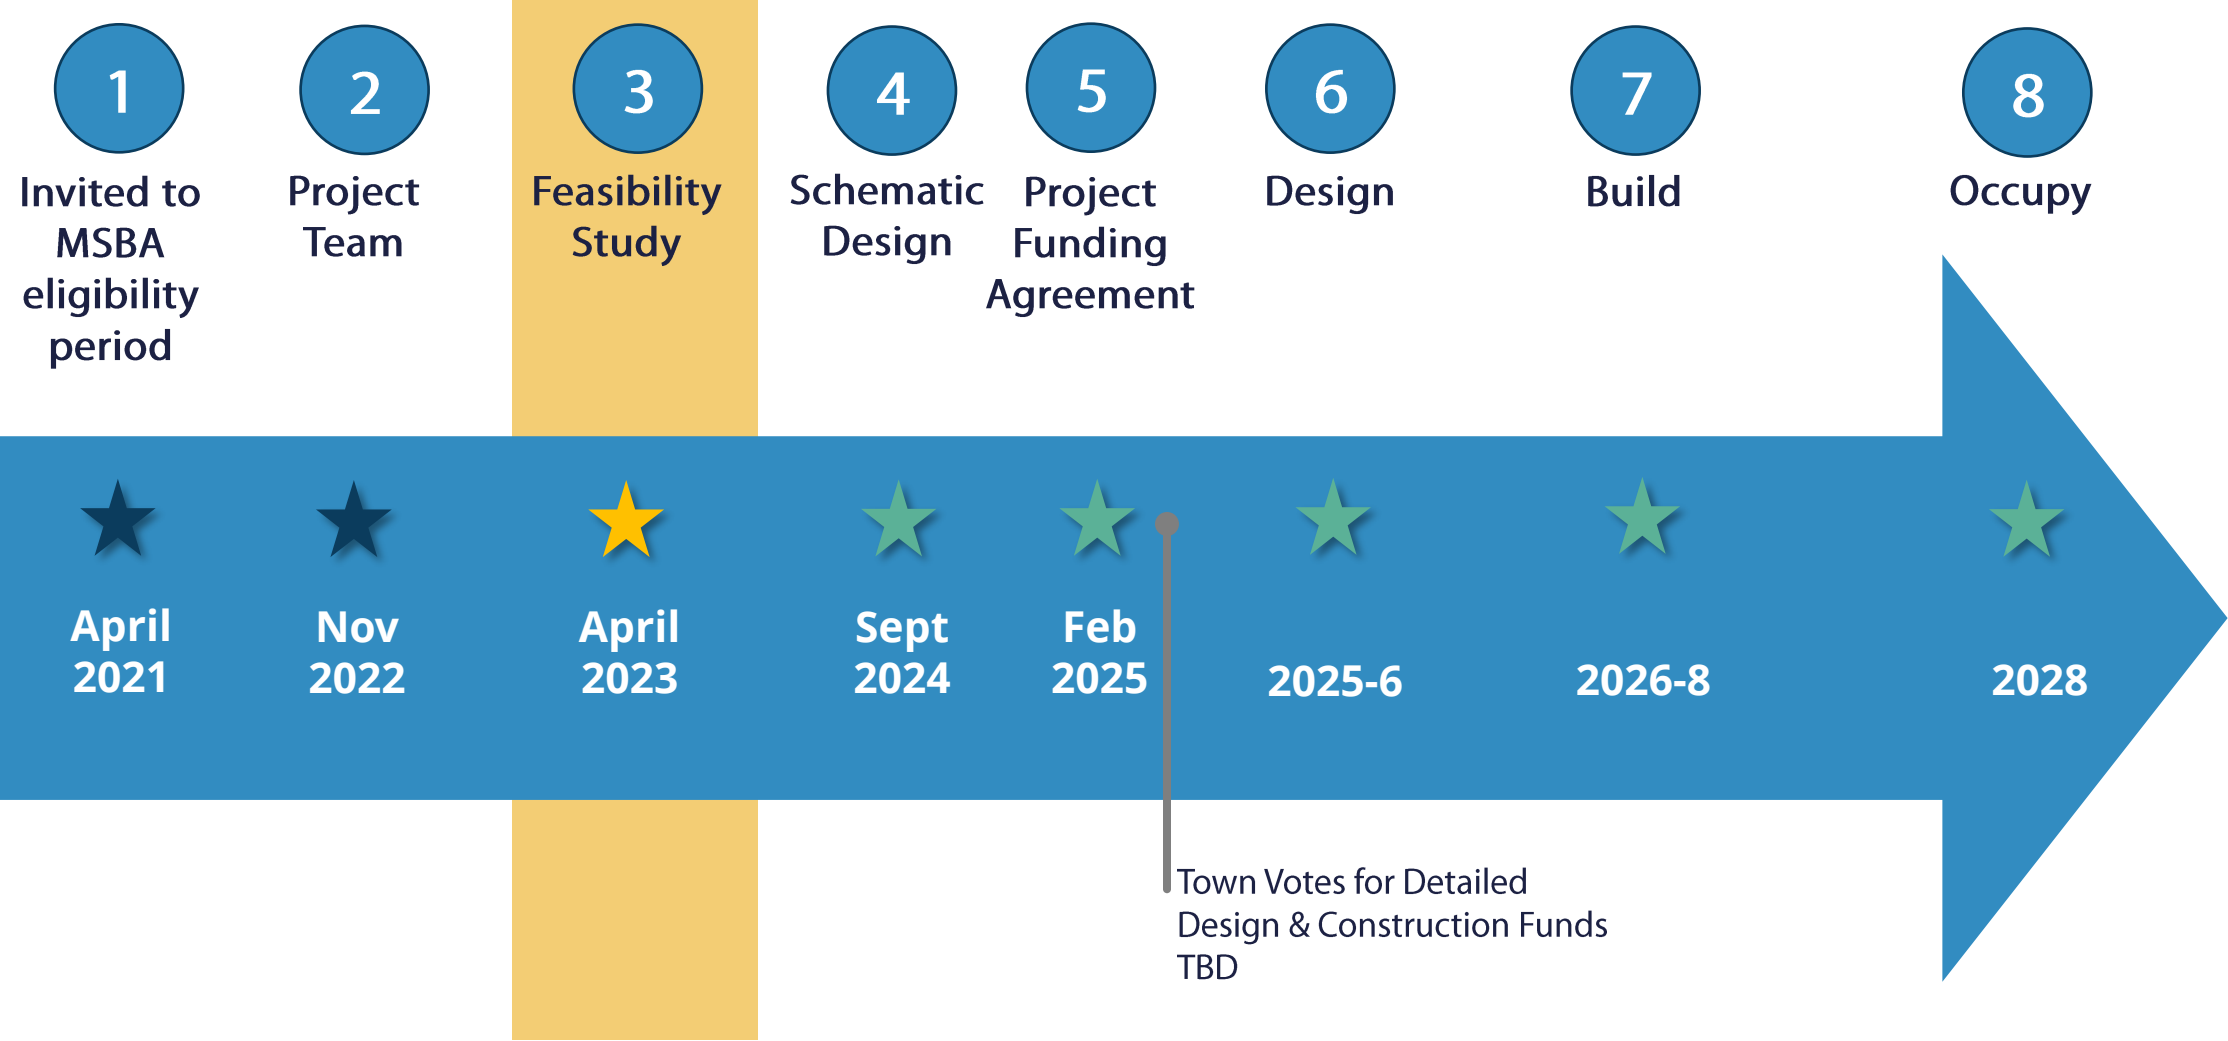 1
Invited to
MSBA
eligibility
period
2
Project
Team
3
Feasibility
Study
4
Schematic
Design
5
Project
Funding
Agreement
6
Design
7
Build
8
Occupy
April
2021
Nov
2022
April
2023
Sept
2024
Feb
2025
2025-6
2026-8
2028
Town Votes for Detailed
Design & Construction Funds
TBD